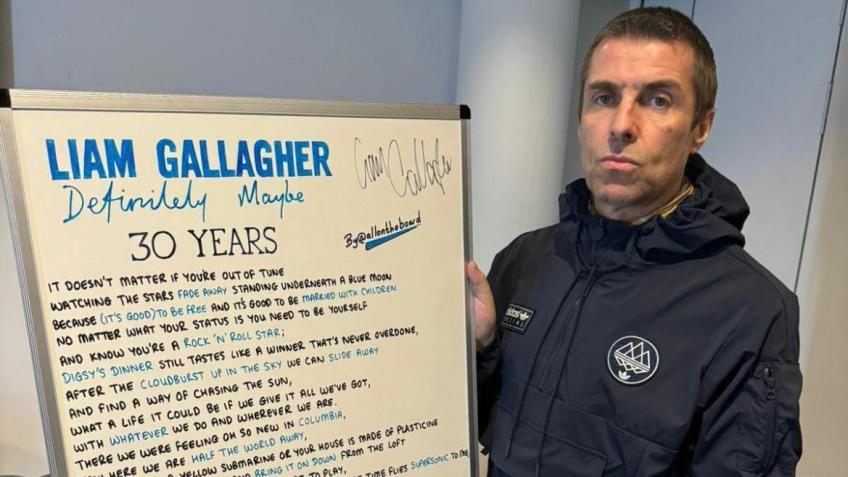 LIAM GALLAGHER
Definitely Maybe
Liam Gallagher
30 YEARS
By @allontheboard
IT DOESN'T MATTER IF YOU'RE OUT OF TUNE
WATCHING THE STARS FADE AWAY STANDING UNDERNEATH A BLUE MOON
BECAUSE (IT'S GOOD) TO BE FREE AND IT'S GOOD TO BE MARRIED WITH CHILDREN
NO MATTER WHAT YOUR STATUS IS YOU NEED TO BE YOURSELF
AND KNOW YOU'RE A ROCK 'N' ROLL STAR;
DIGSY'S DINNER STILL TASTES LIKE A WINNER THAT'S NEVER OVERDONE,
AFTER THE CLOUDBURST UP IN THE SKY WE CAN SLIDE AWAY
AND FIND A WAY OF CHASING THE SUN,
WHAT A LIFE IT COULD BE IF WE GIVE IT ALL WE'VE GOT,
WITH WHATEVER WE DO AND WHEREVER WE ARE.
THERE WE WERE FEELING OH SO NEW IN COLUMBIA,
HERE WE ARE HALF THE WORLD AWAY,
A YELLOW SUBMARINE OR YOUR HOUSE IS MADE OF PLASTICINE
BRING IT ON DOWN FROM THE LOFT
TO PLAY,
TIME FLIES SUPERSONIC TO ME
adidas
SPEZIAL